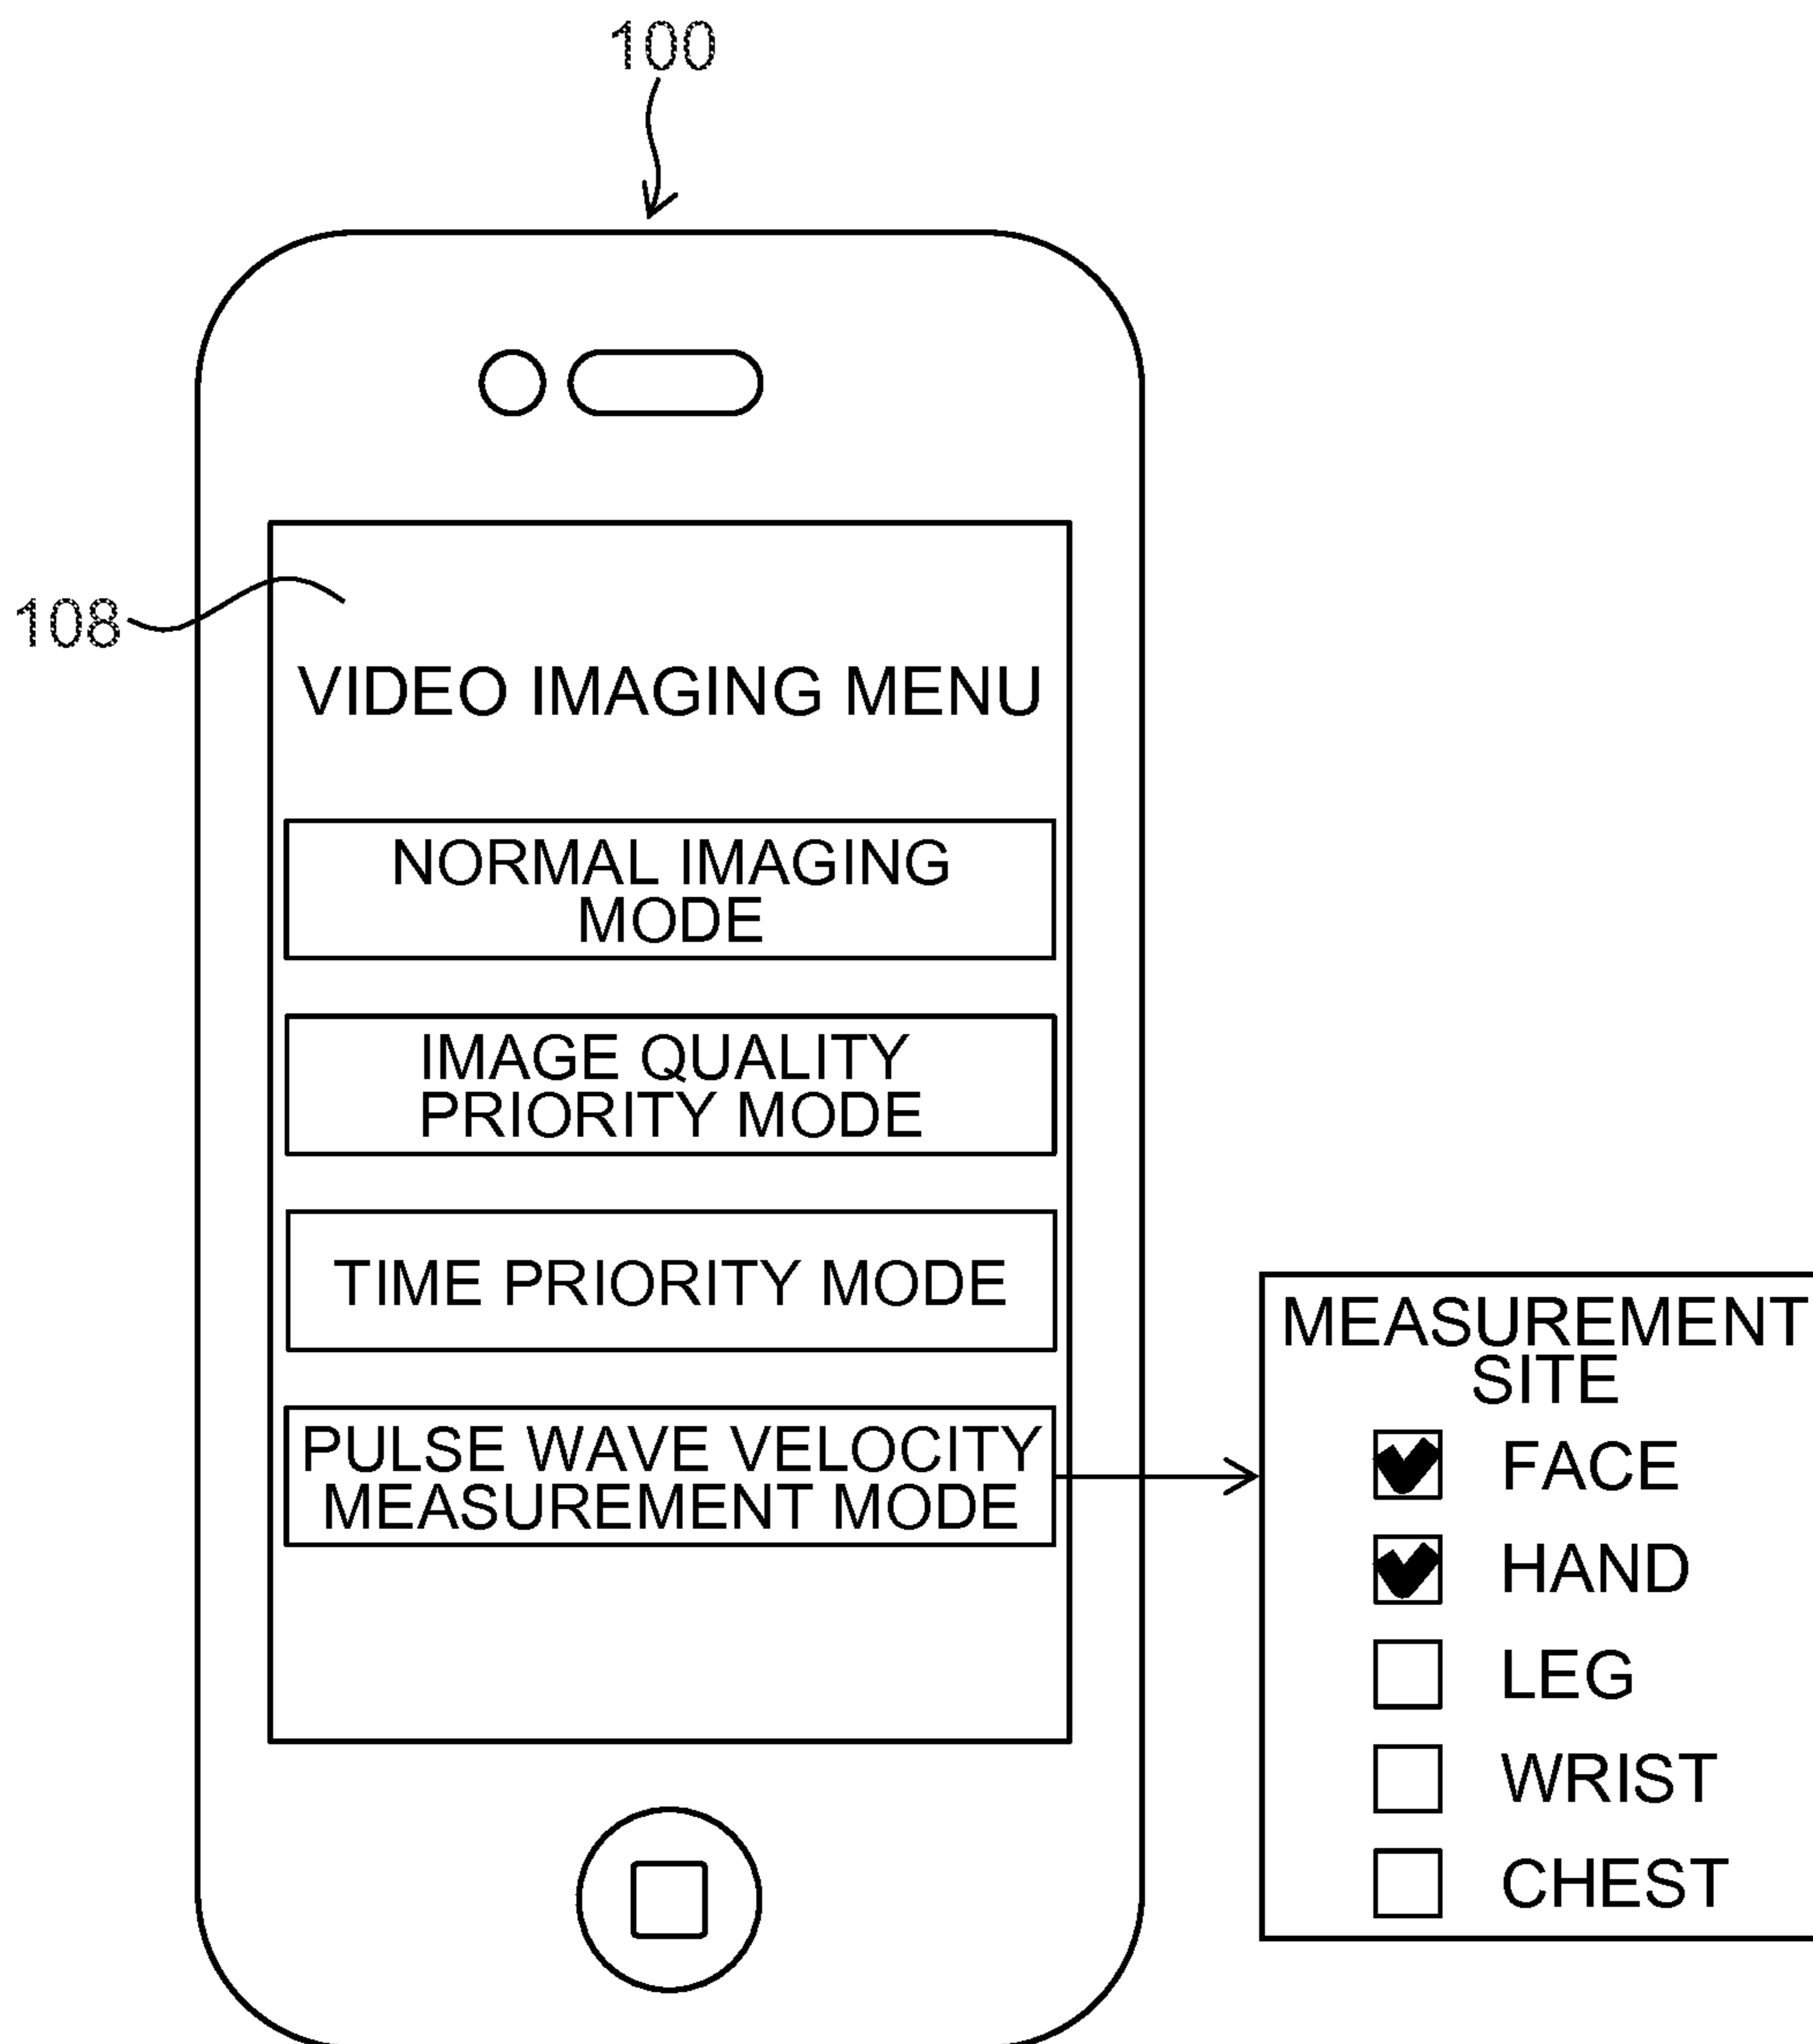 100
108
VIDEO IMAGING MENU
NORMAL IMAGING
MODE
IMAGE QUALITY
PRIORITY MODE
TIME PRIORITY MODE
PULSE WAVE VELOCITY
MEASUREMENT MODE
MEASUREMENT
SITE
FACE
HAND
LEG
WRIST
CHEST